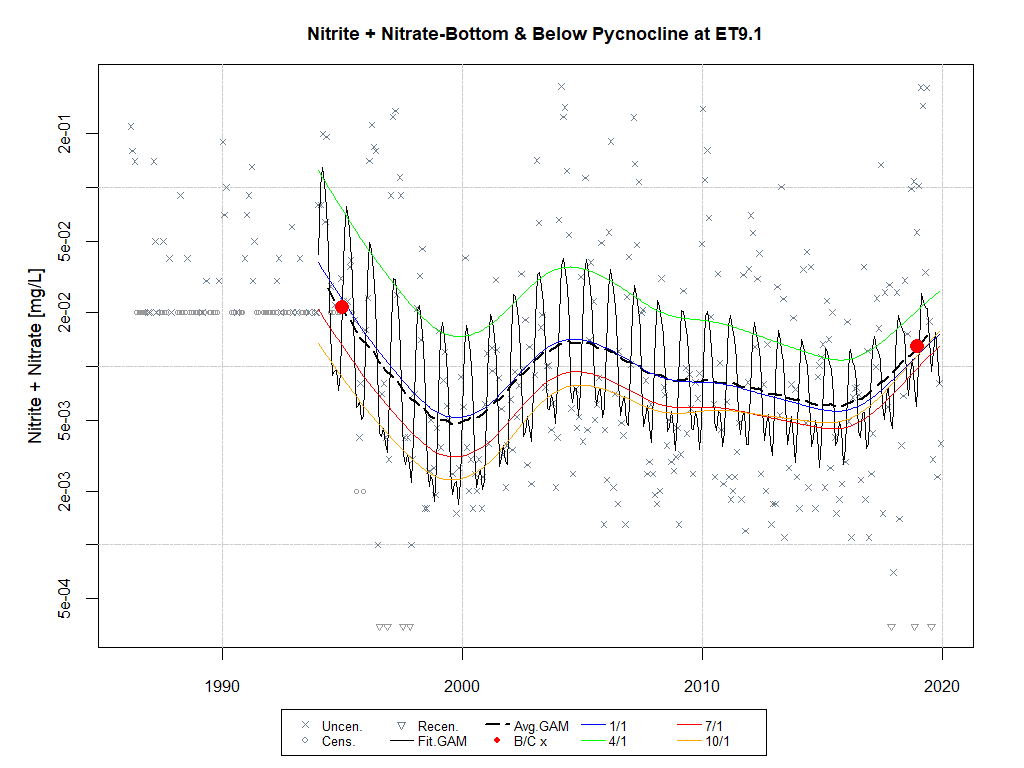 Nitrite + Nitrate-Bottom & Below Pycnocline at ET9.1
Nitrite + Nitrate [mg/L]
2e-01
5e-02
2e-02
5e-03
2e-03
5e-04
1990 2000 2010 2020
Uncen. Recen. Avg.GAM 1/1 7/1
Cens. Fit.GAM B/C x 4/1 10/1